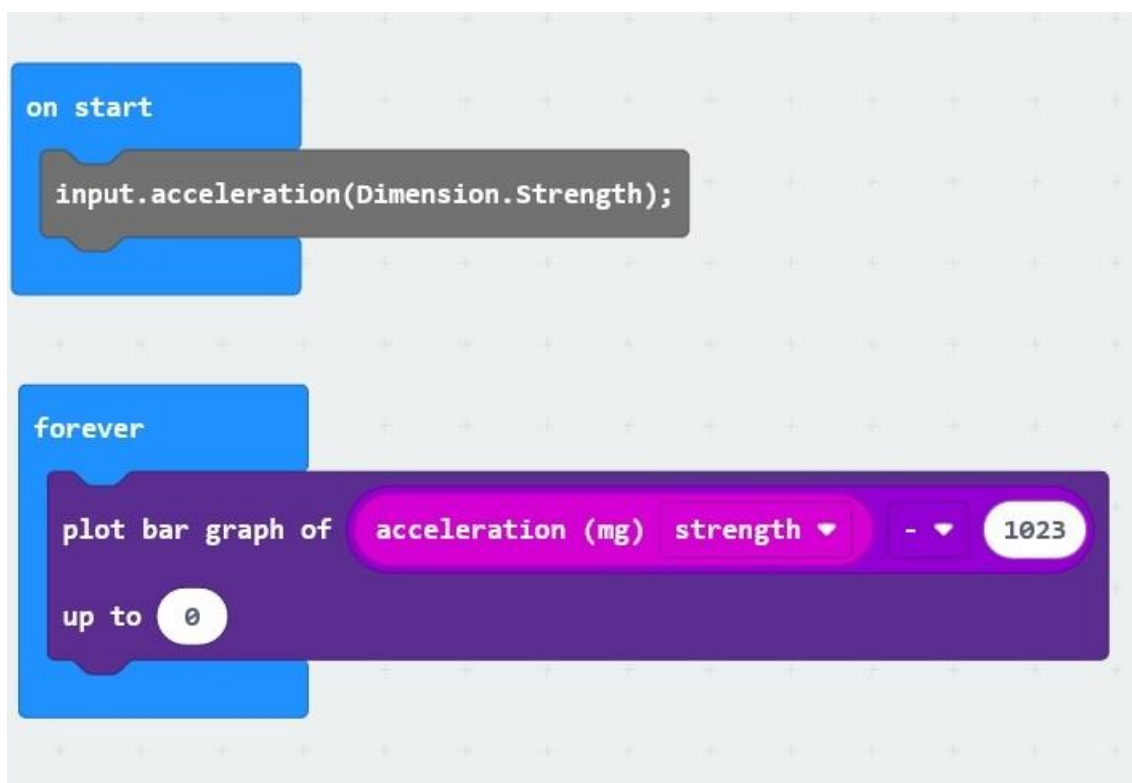 on start
input.acceleration(Dimension.Strength);
forever
plot bar graph of acceleration (mg) strength - 1023
up to 0